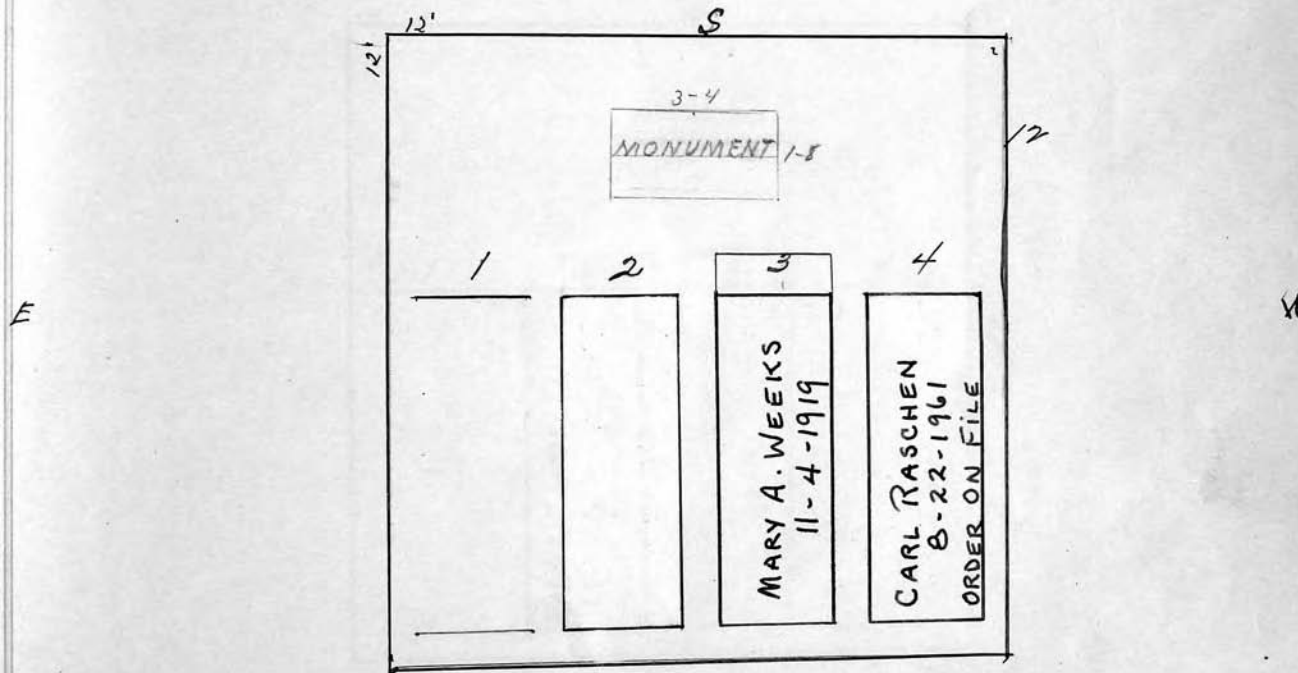 12'
S
12'
3-4
MONUMENT
1-8
12
1
2
3
4
E
W
MARY A. WEEKS
11-4-1919
CARL RASCHEN
8-22-1961
ORDER ON FILE